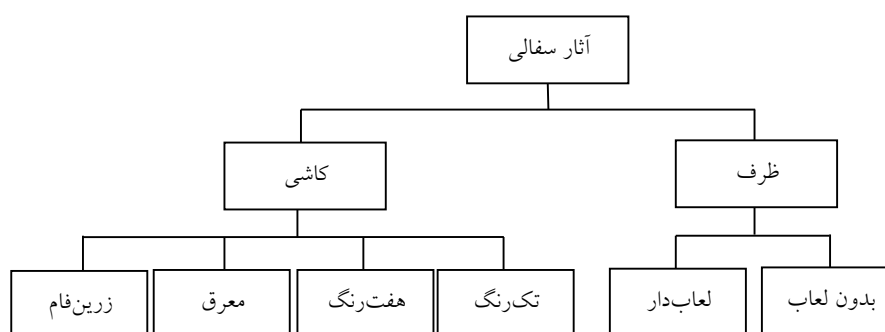 آثار سفالی
ظرف
کاشی
بدون لعاب
لعاب‌دار
تک‌رنگ
هفت‌رنگ
معرق
زرین‌فام